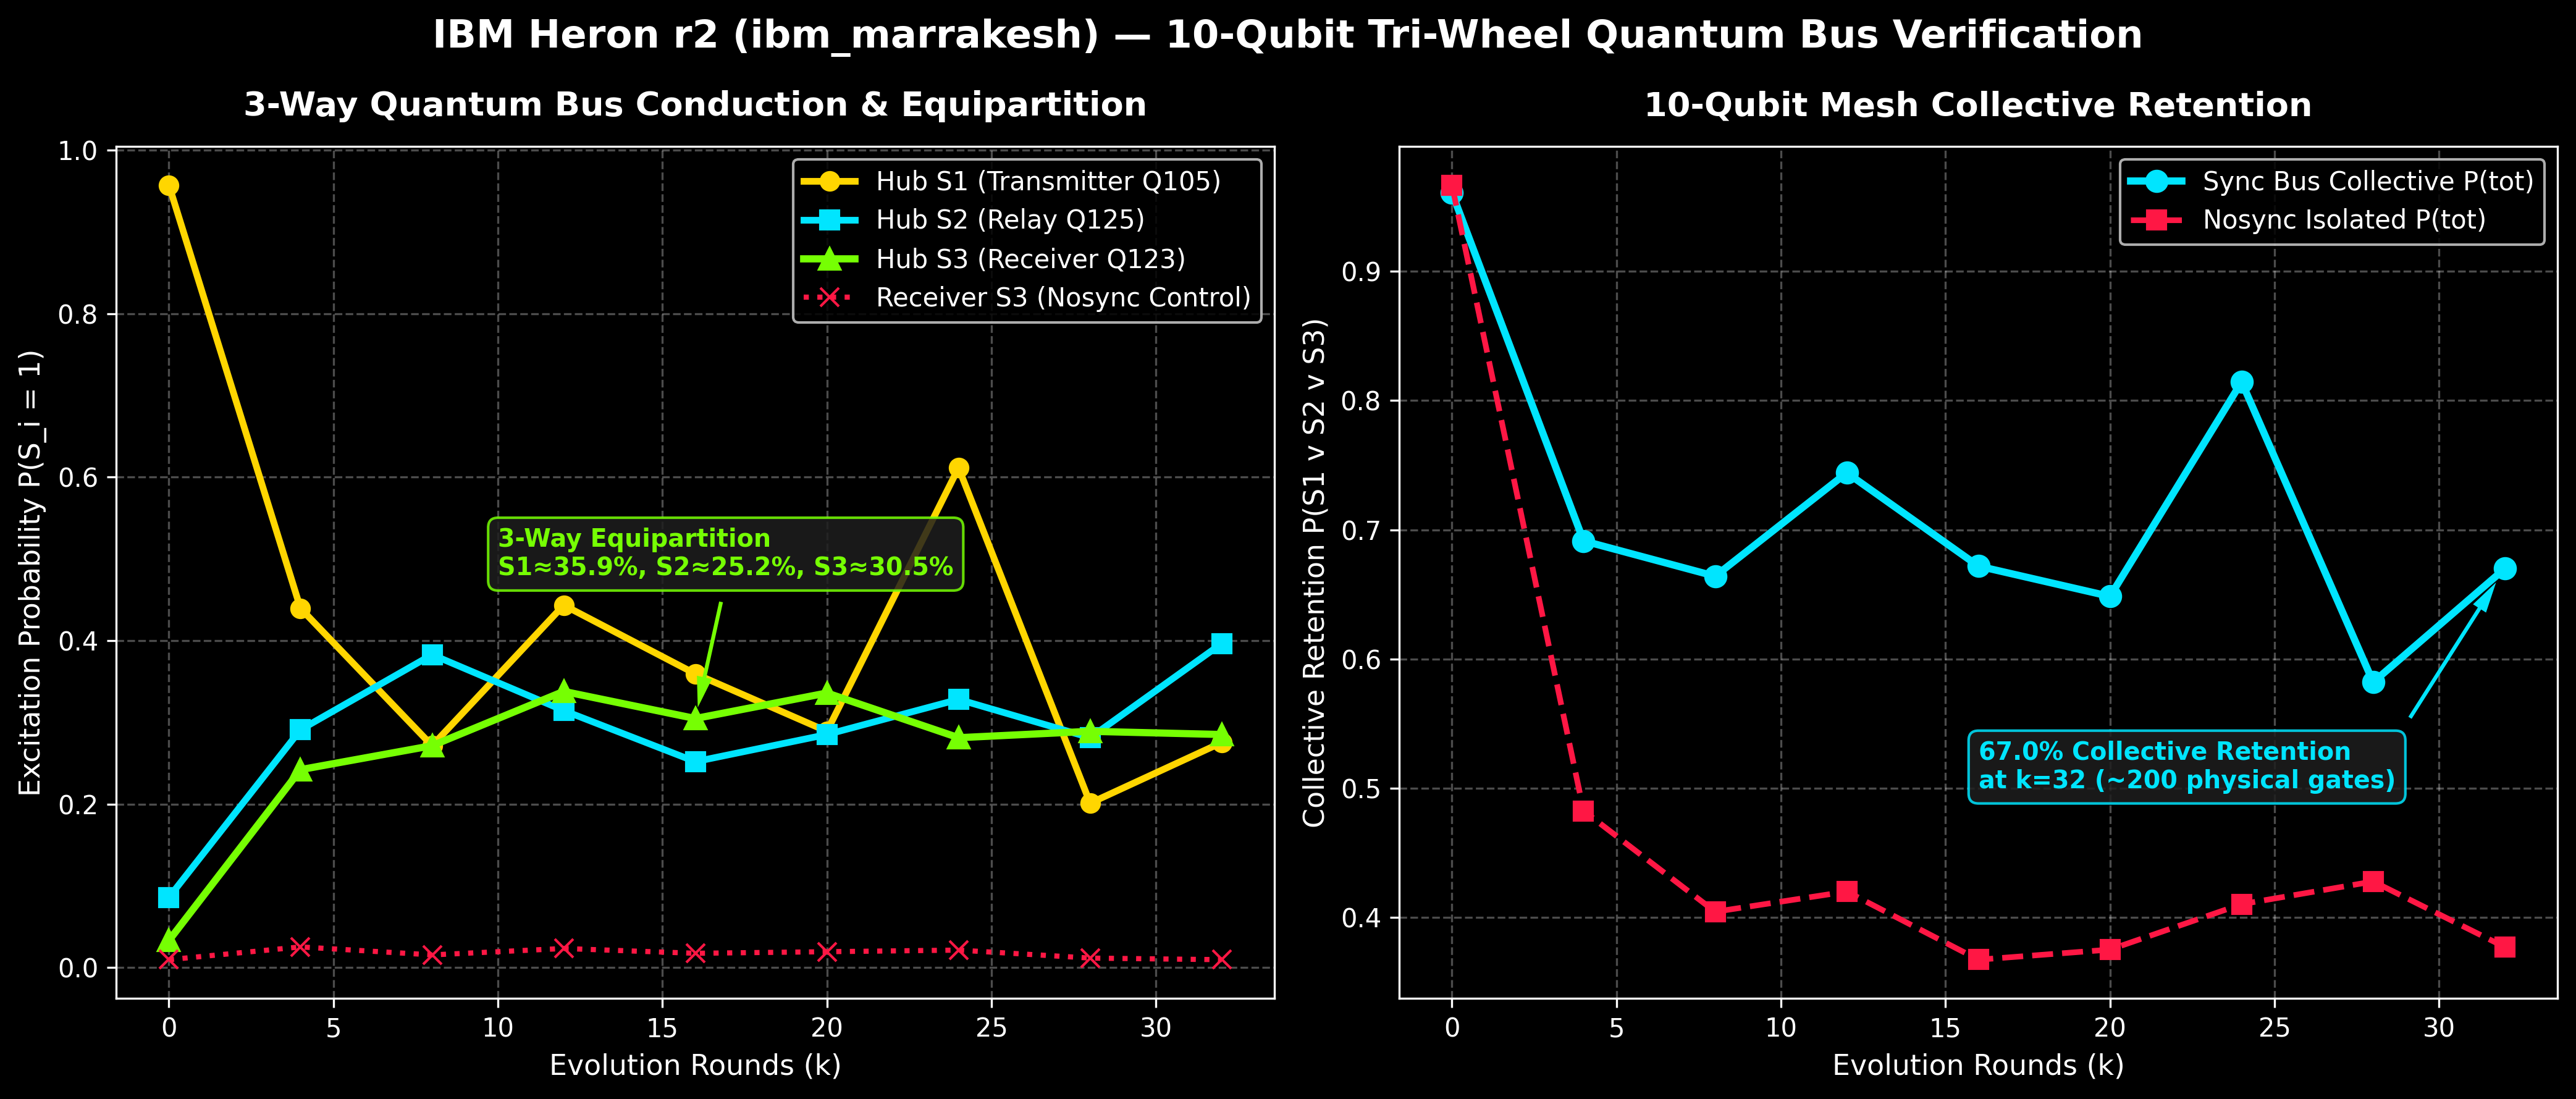 IBM Heron r2 (ibm_marrakesh) — 10-Qubit Tri-Wheel Quantum Bus Verification
3-Way Quantum Bus Conduction & Equipartition
Excitation Probability P(S_i = 1)
1.0
0.8
0.6
0.4
0.2
0.0
Hub S1 (Transmitter Q105)
Hub S2 (Relay Q125)
Hub S3 (Receiver Q123)
Receiver S3 (Nosync Control)
3-Way Equipartition
S1≈35.9%, S2≈25.2%, S3≈30.5%
0 5 10 15 20 25 30
Evolution Rounds (k)
10-Qubit Mesh Collective Retention
Collective Retention P(S1 v S2 v S3)
0.9
0.8
0.7
0.6
0.5
0.4
Sync Bus Collective P(tot)
Nosync Isolated P(tot)
67.0% Collective Retention
at k=32 (~200 physical gates)
0 5 10 15 20 25 30
Evolution Rounds (k)